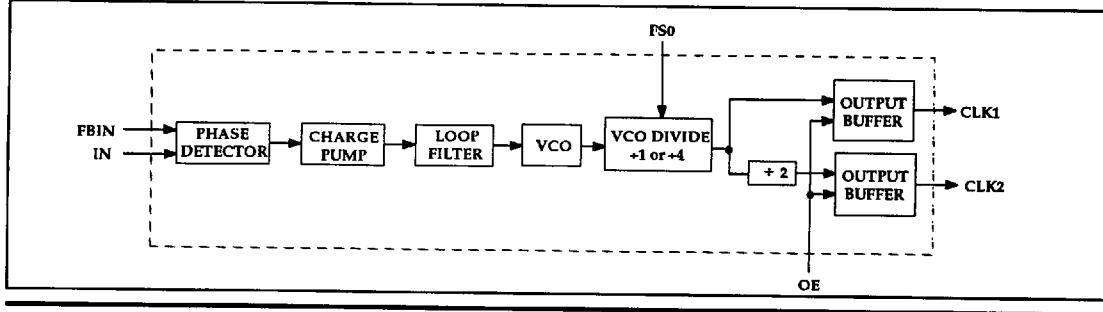 FS0
FBIN
IN
PHASE
DETECTOR
CHARGE
PUMP
LOOP
FILTER
VCO
VCO DIVIDE
÷1 or ÷4
÷ 2
OUTPUT
BUFFER
CLK1
OUTPUT
BUFFER
CLK2
OE